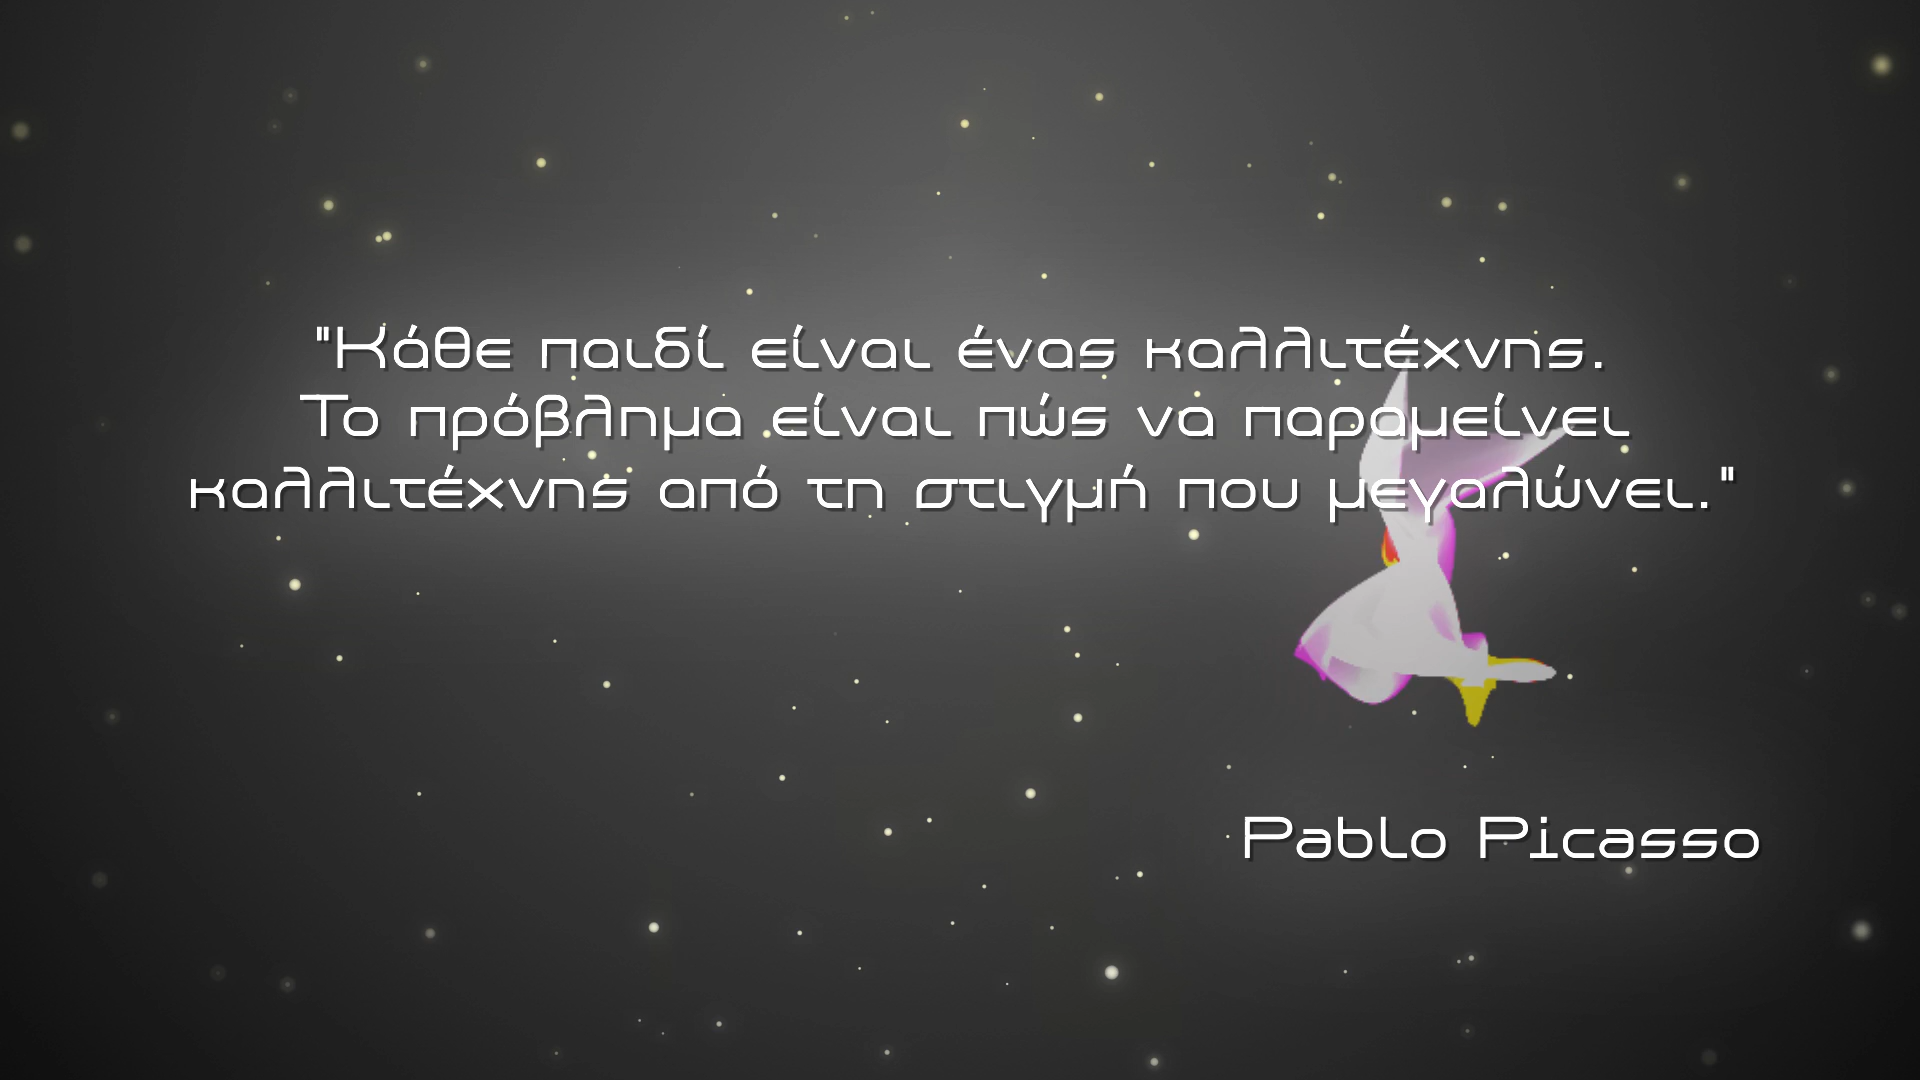 "Κάθε παιδί είναι ένας καλλιτέχνης.
Το πρόβλημα είναι πώς να παραμείνει
καλλιτέχνης από τη στιγμή που μεγαλώνει."
Pablo Picasso